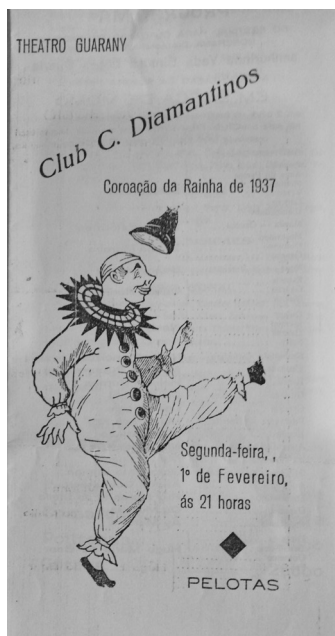 THEATRO GUARANY
Club C. Diamantinos
Coroação da Rainha de 1937
Segunda-feira, ,
1º de Fevereiro,
ás 21 horas
PELOTAS